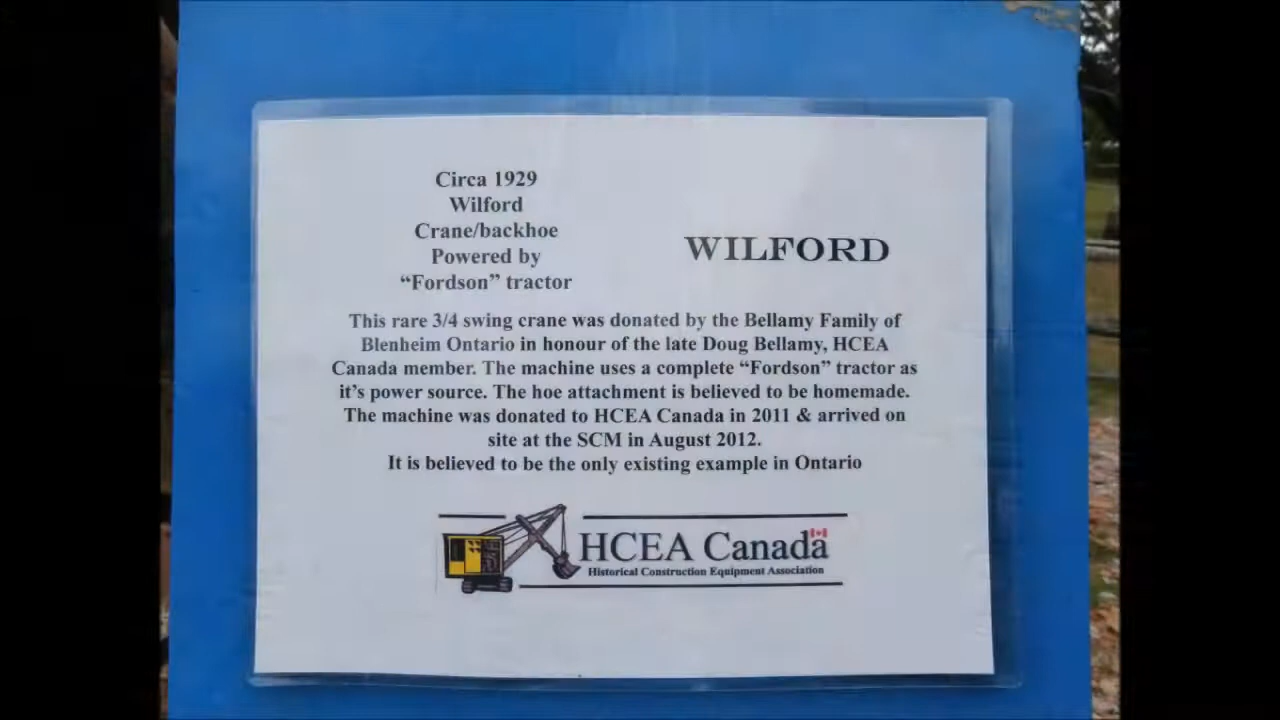 Circa 1929
Wilford
Crane/backhoe
Powered by
“Fordson” tractor
WILFORD
This rare 3/4 swing crane was donated by the Bellamy Family of
Blenheim Ontario in honour of the late Doug Bellamy, HCEA
Canada member. The machine uses a complete “Fordson” tractor as
it’s power source. The hoe attachment is believed to be homemade.
The machine was donated to HCEA Canada in 2011 & arrived on
site at the SCM in August 2012.
It is believed to be the only existing example in Ontario
HCEA Canada
Historical Construction Equipment Association